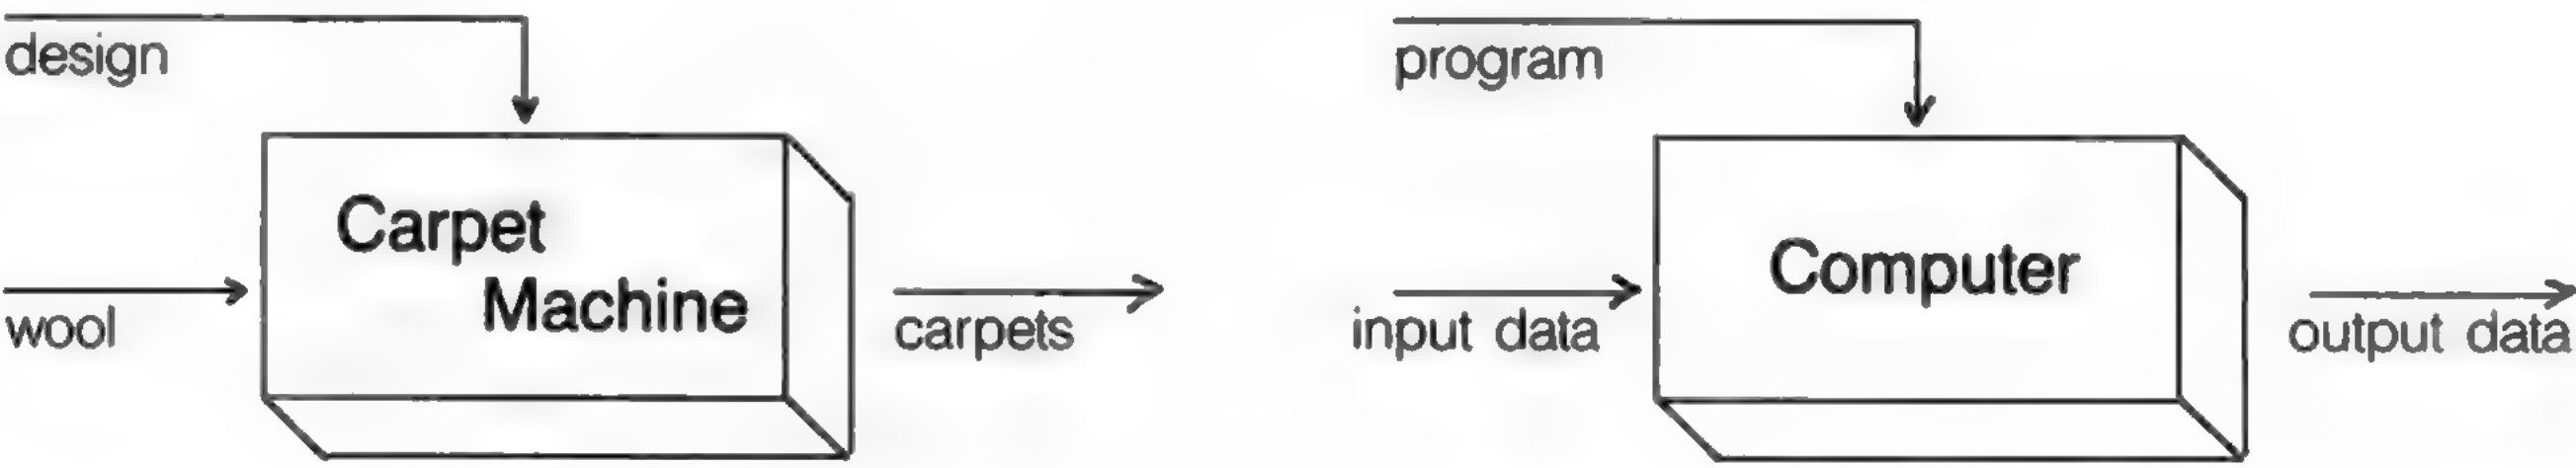 design
Carpet
Machine
wool
carpets
program
Computer
input data
output data